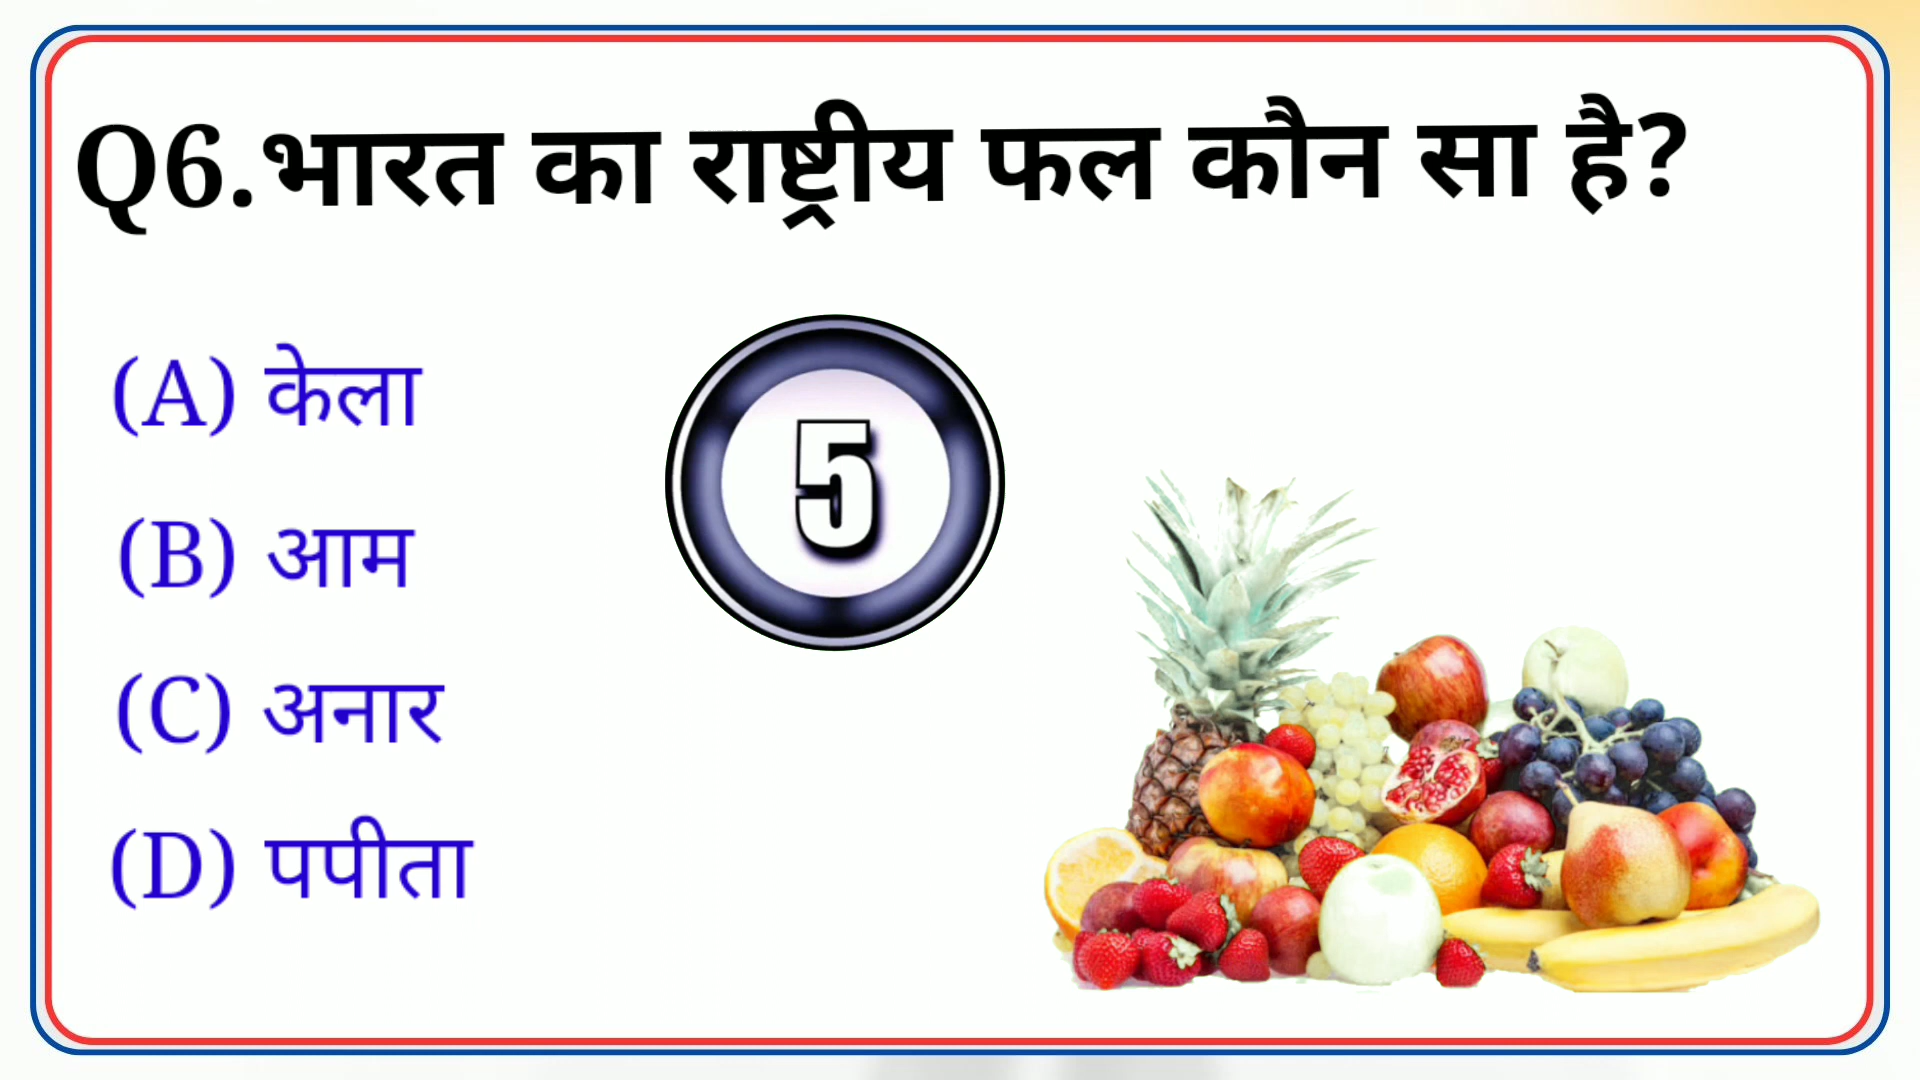 Q6.भारत का राष्ट्रीय फल कौन सा है?
(A) केला
5
(B) आम
(C) अनार
(D) पपीता